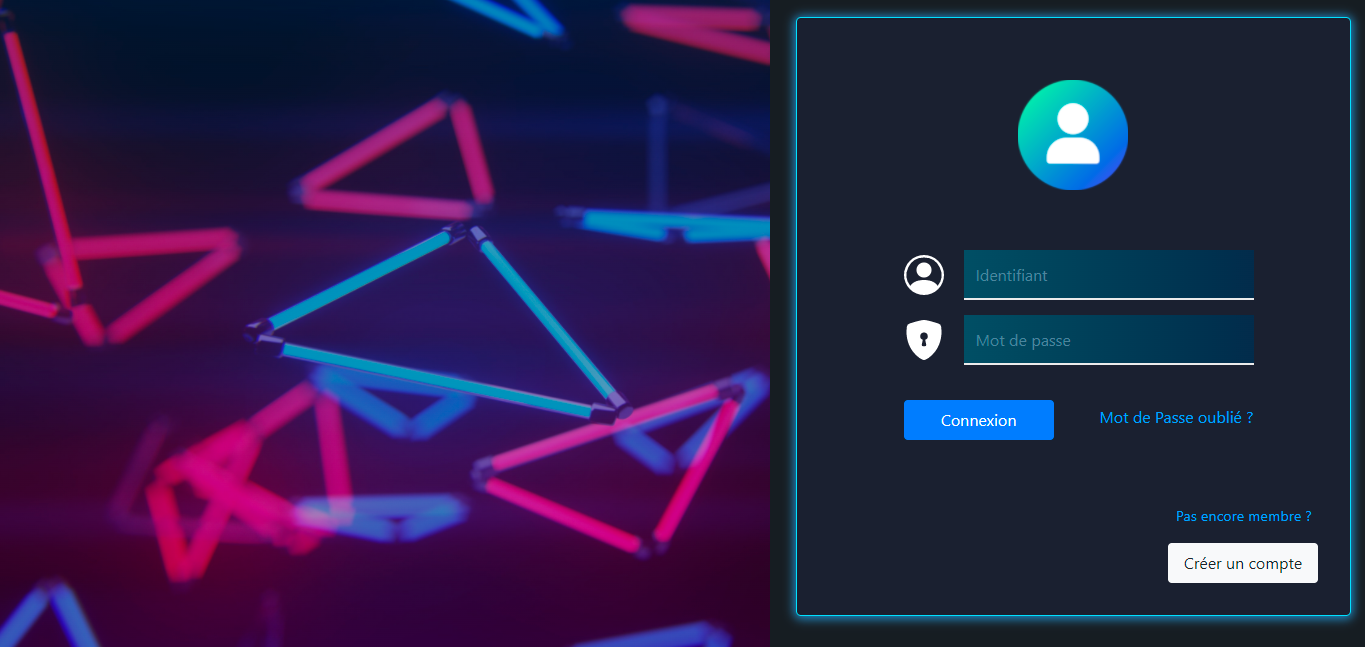 Identifiant
Mot de passe
Connexion
Mot de Passe oublié ?
Pas encore membre ?
Créer un compte